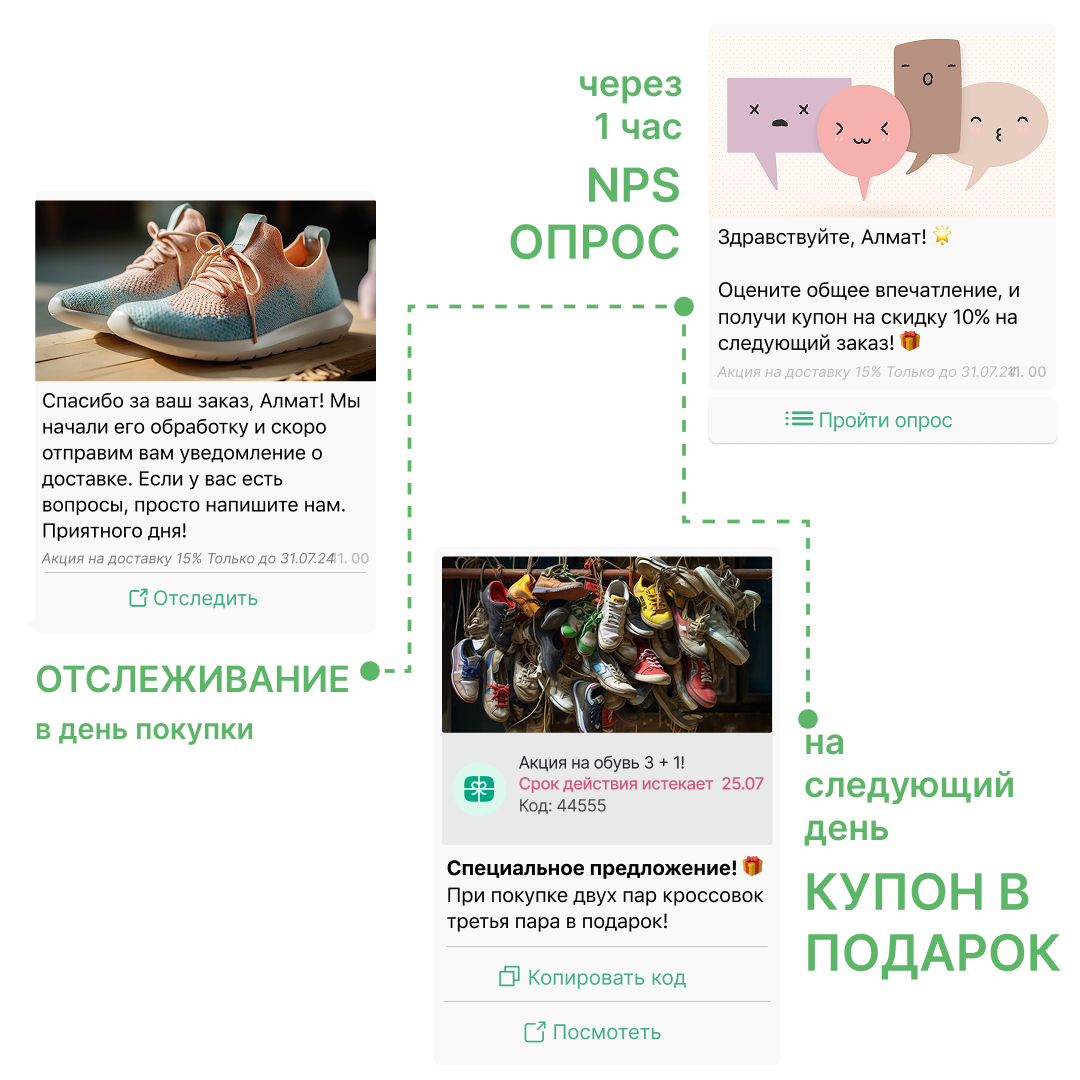 Спасибо за ваш заказ, Алмат! Мы
начали его обработку и скоро
отправим вам уведомление о
доставке. Если у вас есть
вопросы, просто напишите нам.
Приятного дня!
Акция на доставку 15% Только до 31.07.24
11. 00
Отследить
ОТСЛЕЖИВАНИЕ
в день покупки
через
1 час
NPS
ОПРОС
Здравствуйте, Алмат! 🌟
Оцените общее впечатление, и
получи купон на скидку 10% на
следующий заказ! 🎁
Акция на доставку 15% Только до 31.07.24
11. 00
Пройти опрос
Акция на обувь 3 + 1!
Срок действия истекает 25.07
Код: 44555
Специальное предложение! 🎁
При покупке двух пар кроссовок
третья пара в подарок!
Копировать код
Посмотеть
на
следующий
день
КУПОН В
ПОДАРОК